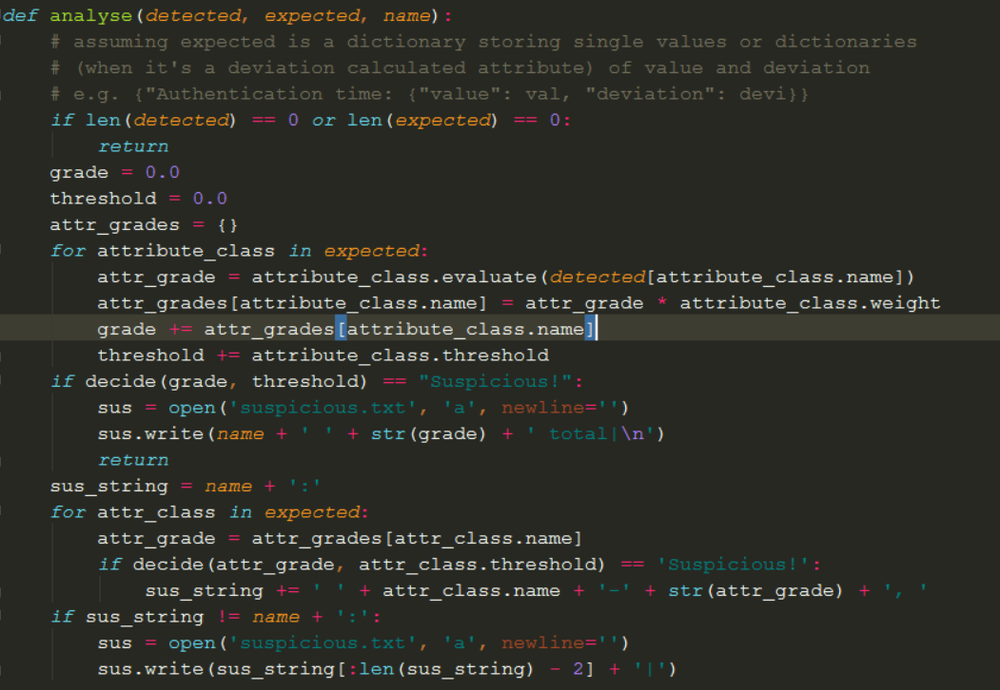 def analyse(detected, expected, name):
    # assuming expected is a dictionary storing single values or dictionaries
    # (when it's a deviation calculated attribute) of value and deviation
    # e.g. {"Authentication time: {"value": val, "deviation": devi}}
    if len(detected) == 0 or len(expected) == 0:
        return
    grade = 0.0
    threshold = 0.0
    attr_grades = {}
    for attribute_class in expected:
        attr_grade = attribute_class.evaluate(detected[attribute_class.name])
        attr_grades[attribute_class.name] = attr_grade * attribute_class.weight
        grade += attr_grades[attribute_class.name]
        threshold += attribute_class.threshold
    if decide(grade, threshold) == "Suspicious!":
        sus = open('suspicious.txt', 'a', newline='')
        sus.write(name + ' ' + str(grade) + ' total|\n')
        return
    sus_string = name + ':'
    for attr_class in expected:
        attr_grade = attr_grades[attr_class.name]
        if decide(attr_grade, attr_class.threshold) == 'Suspicious!':
            sus_string += ' ' + attr_class.name + '-' + str(attr_grade) + ', '
    if sus_string != name + ':':
        sus = open('suspicious.txt', 'a', newline='')
        sus.write(sus_string[:len(sus_string) - 2] + '|')